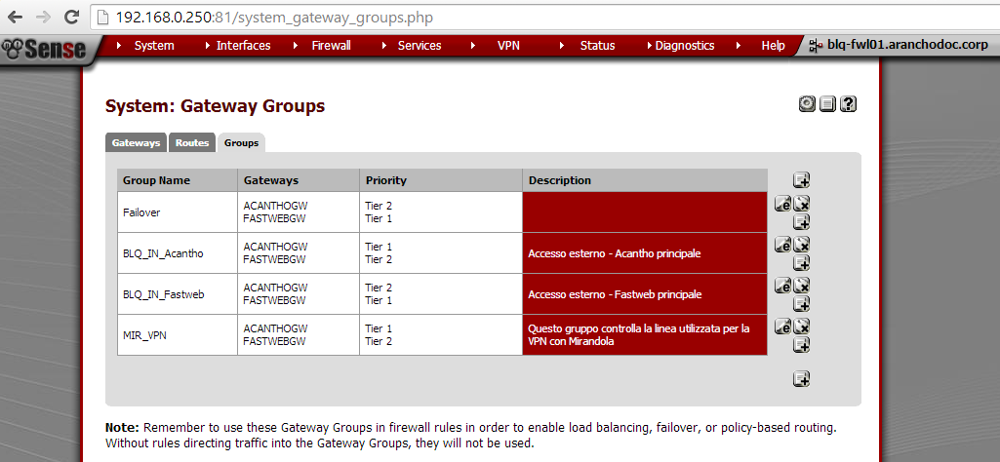 192.168.0.250:81/system_gateway_groups.php
Sense
System Interfaces Firewall Services VPN Status Diagnostics Help blq-fwl01.aranchodoc.corp
System: Gateway Groups
Gateways Routes Groups
Group Name Gateways Priority Description
Failover ACANTHOGW Tier 2
FASTWEBGW Tier 1
BLQ_IN_Acantho ACANTHOGW Tier 1 Accesso esterno - Acantho principale
FASTWEBGW Tier 2
BLQ_IN_Fastweb ACANTHOGW Tier 2 Accesso esterno - Fastweb principale
FASTWEBGW Tier 1
MIR_VPN ACANTHOGW Tier 1 Questo gruppo controlla la linea utilizzata per la
FASTWEBGW Tier 2 VPN con Mirandola
Note: Remember to use these Gateway Groups in firewall rules in order to enable load balancing, failover, or policy-based routing.
Without rules directing traffic into the Gateway Groups, they will not be used.